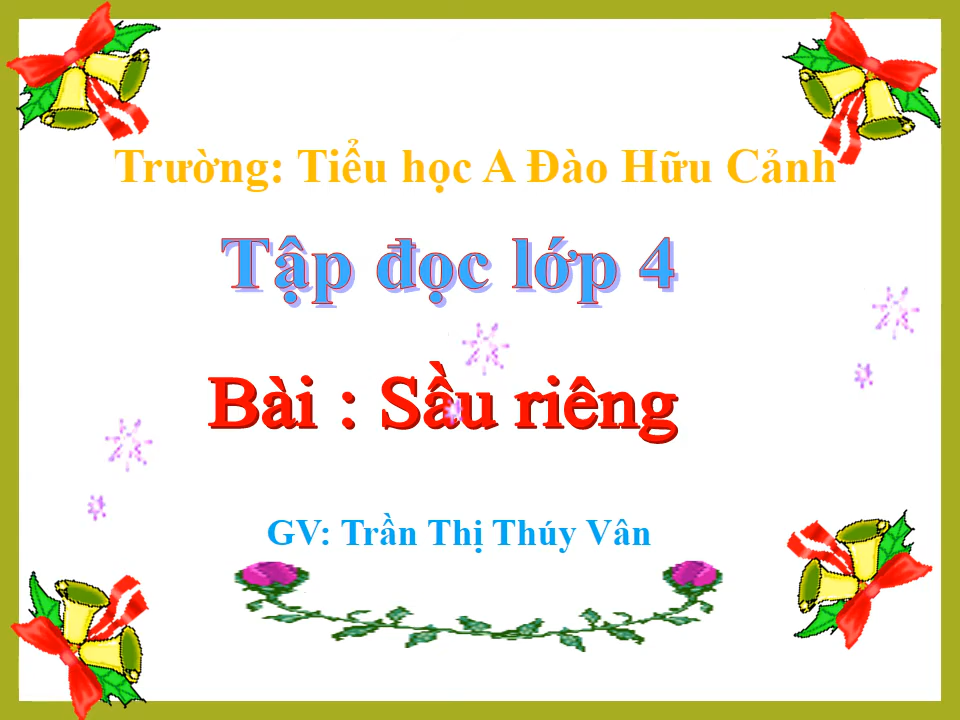 Trường: Tiểu học A Đào Hữu Cảnh
Tập đọc lớp 4
Bài : Sầu riêng
GV: Trần Thị Thúy Vân